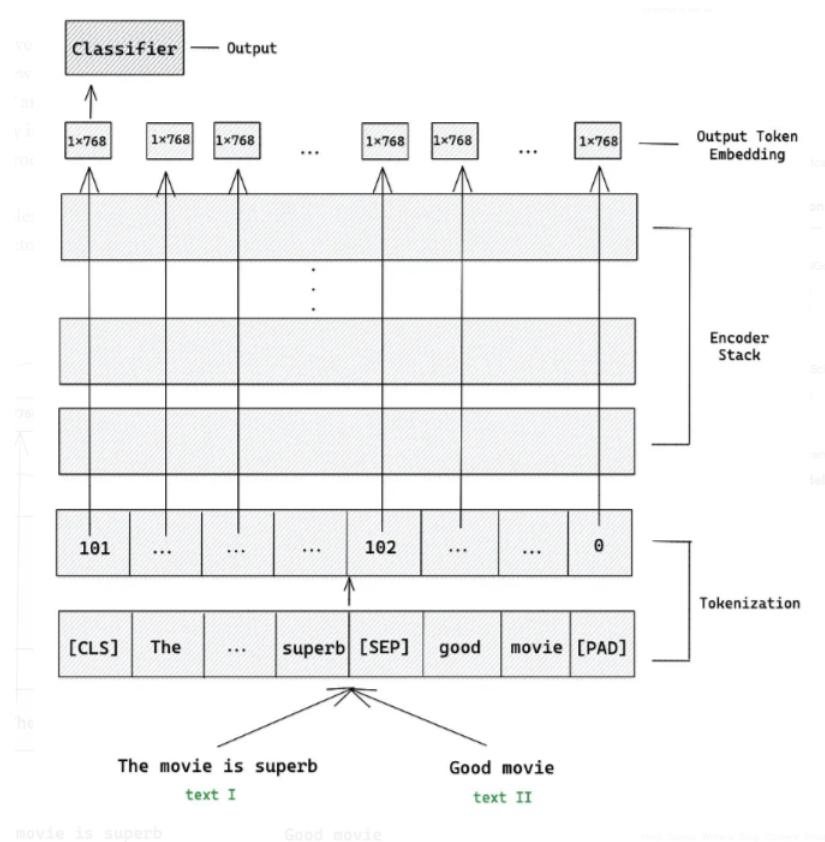 Classifier
Output
1×768 1×768 1×768 ... 1×768 1×768 ... 1×768
Output Token
Embedding
Encoder
Stack
101 ... ... ... 102 ... ... 0
Tokenization
[CLS] The ... superb [SEP] good movie [PAD]
The movie is superb
Good movie
text I
text II
movie is superb
Good movie